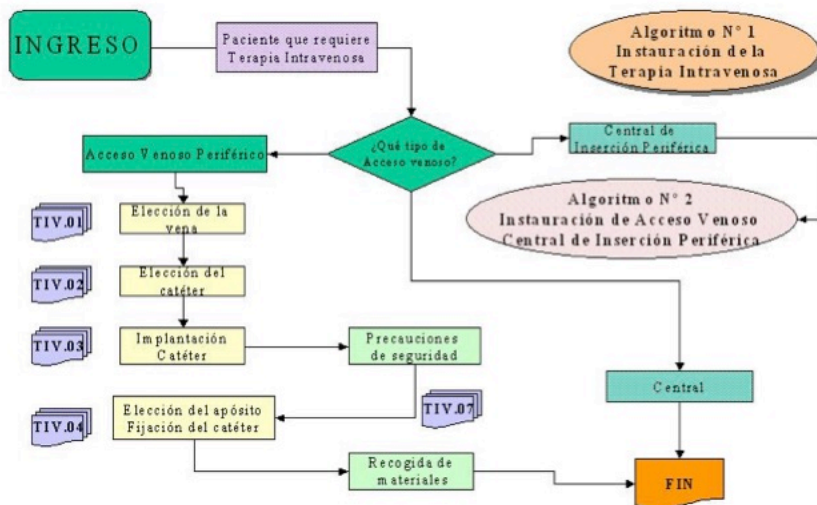 INGRESO
Paciente que requiere
Terapia Intravenosa
Algoritmo N° 1
Instauración de la
Terapia Intravenosa
¿Qué tipo de
Acceso venoso?
Acceso Venoso Periférico
Central de
Inserción Periférica
Algoritmo N° 2
Instauración de Acceso Venoso
Central de Inserción Periférica
TIV.01
Elección de la
vena
TIV.02
Elección del
catéter
TIV.03
Implantación
Catéter
Precauciones
de seguridad
TIV.07
TIV.04
Elección del apósito
Fijación del catéter
Central
Recogida de
materiales
FIN